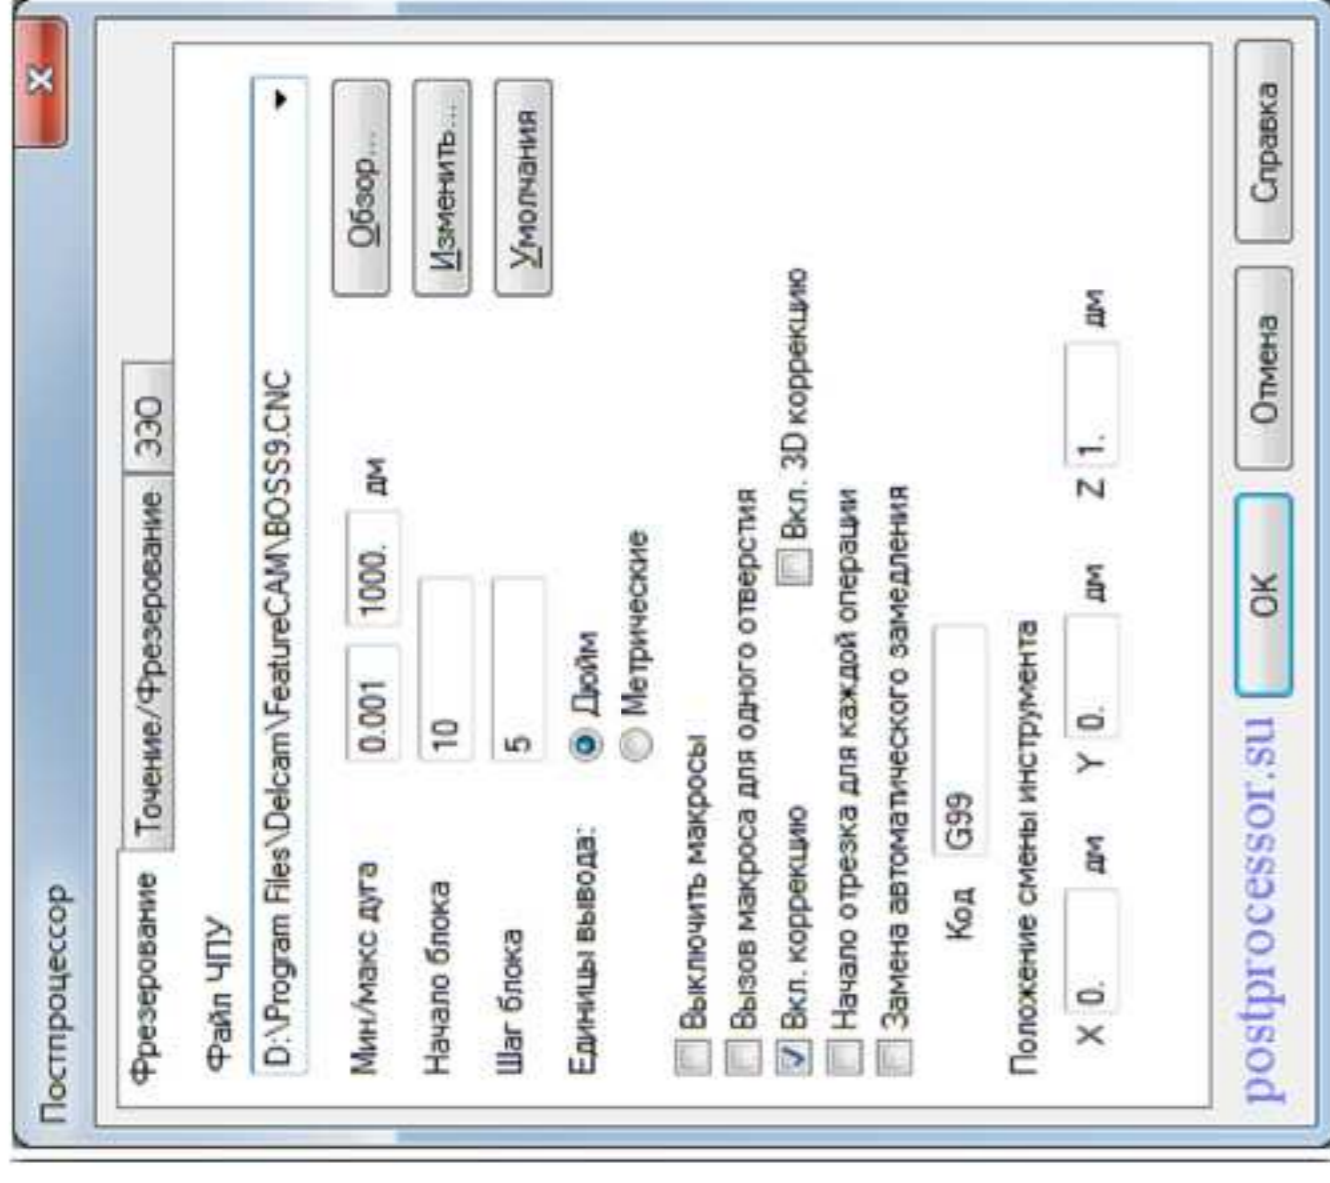 Постпроцессор
x
Фрезерование Точение/Фрезерование ЭЭО
Файл ЧПУ
D:\Program Files\Delcam\FeatureCAM\BOSS9.CNC
Мин/макс дуга 0.001 1000. дм Обзор...
Начало блока 10 Изменить...
Шаг блока 5 Умолчания
Единицы вывода: Дюйм
Метрические
Выключить макросы
Вызов макроса для одного отверстия
Вкл. коррекцию Вкл. 3D коррекцию
Начало отрезка для каждой операции
Замена автоматического замедления
Код G99
Положение смены инструмента
X 0. дм Y 0. дм Z 1. дм
postprocessor.su OK Отмена Справка